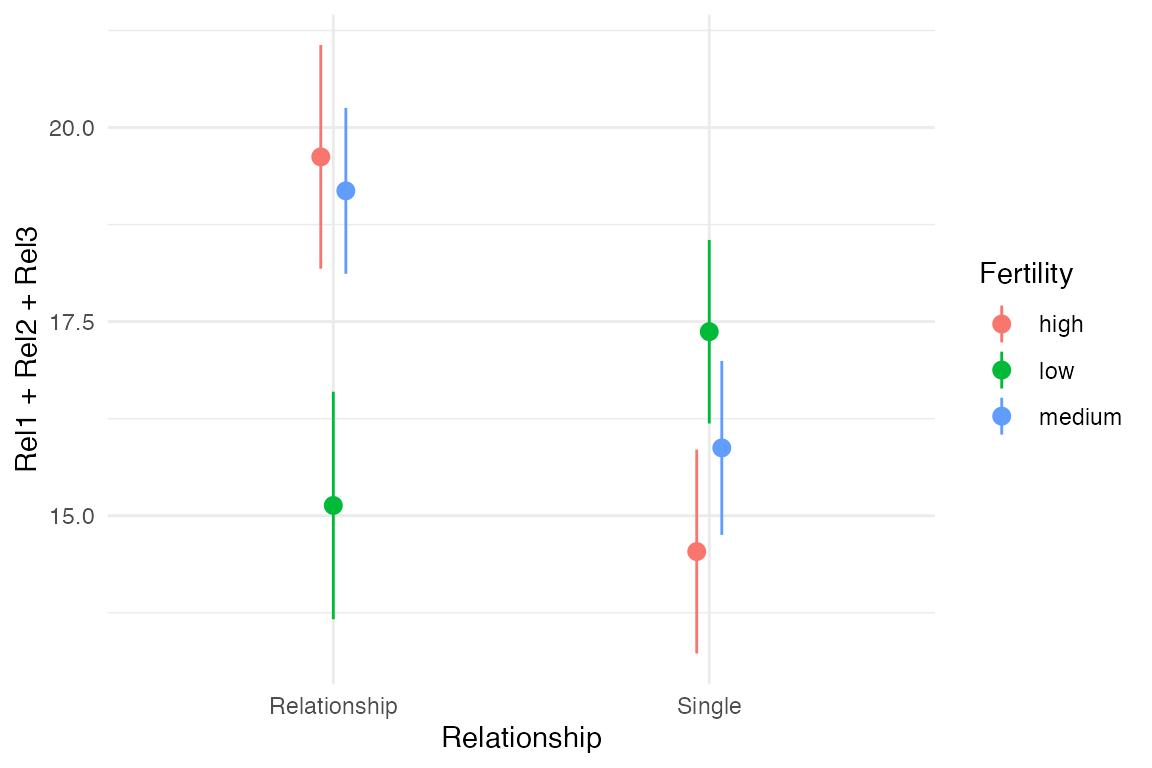 Rel1 + Rel2 + Rel3
20.0
17.5
15.0
Relationship
Single
Relationship
Fertility
high
low
medium